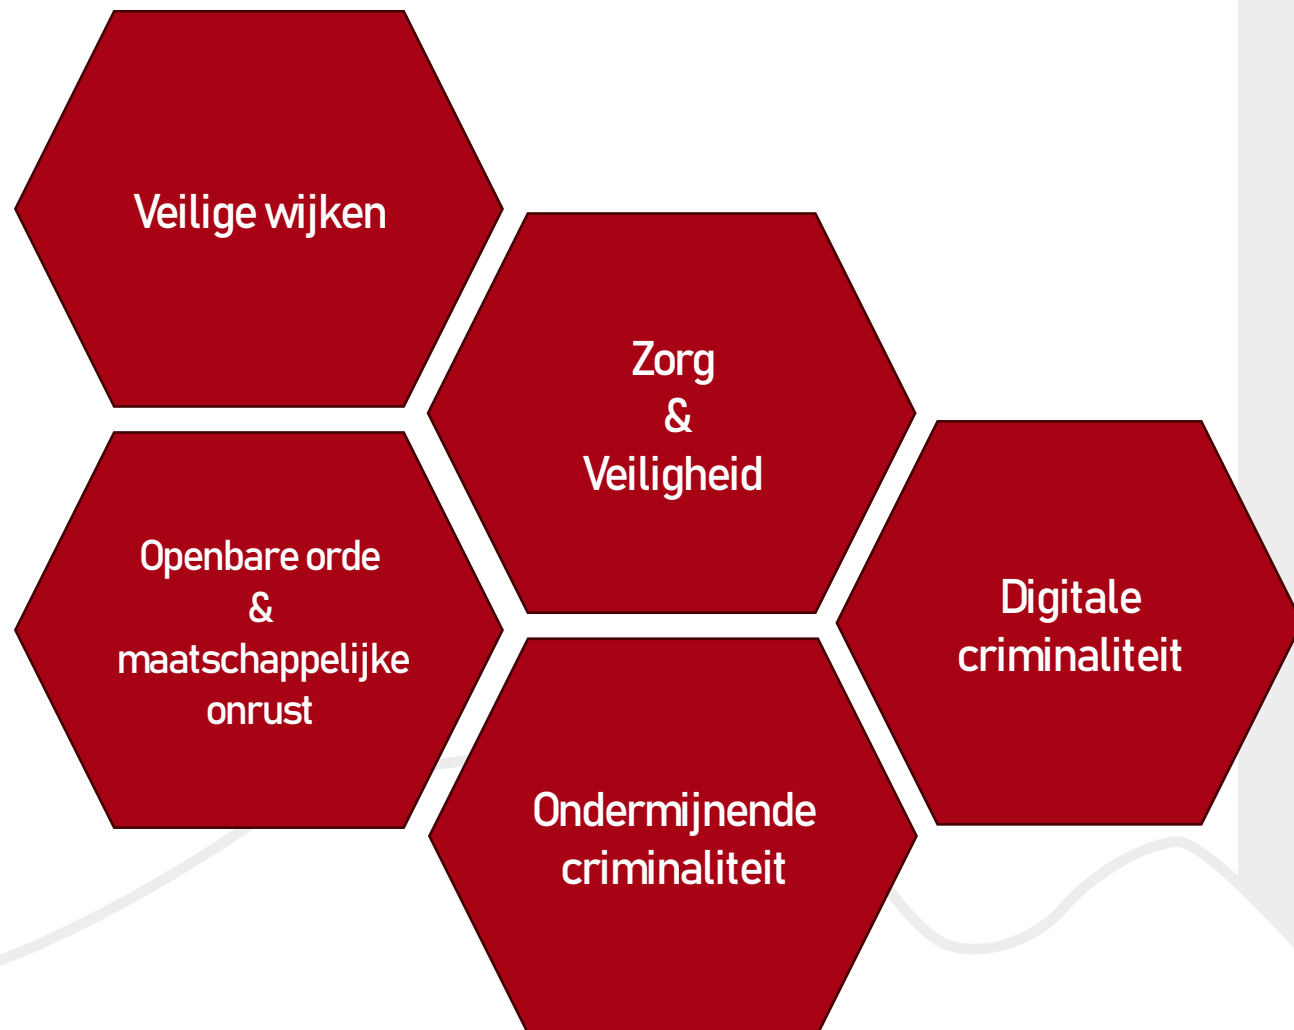 Veilige wijken
Zorg
&
Veiligheid
Openbare orde
&
maatschappelijke
onrust
Digitale
criminaliteit
Ondermijnende
criminaliteit